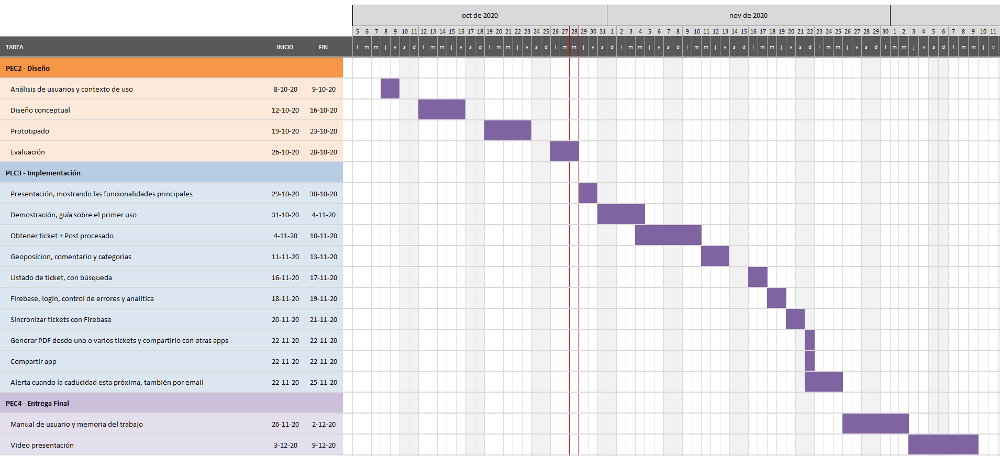 oct de 2020 nov de 2020
5 6 7 8 9 10 11 12 13 14 15 16 17 18 19 20 21 22 23 24 25 26 27 28 29 30 31 1 2 3 4 5 6 7 8 9 10 11 12 13 14 15 16 17 18 19 20 21 22 23 24 25 26 27 28 29 30 1 2 3 4 5 6 7 8 9 10 11
TAREA INICIO FIN l m m j v s d l m m j v s d l m m j v s d l m m j v s d l m m j v s d l m m j v s d l m m j v s d l m m j v s d l m m j v s d l m m j v
PEC2 - Diseño
Análisis de usuarios y contexto de uso 8-10-20 9-10-20
Diseño conceptual 12-10-20 16-10-20
Prototipado 19-10-20 23-10-20
Evaluación 26-10-20 28-10-20
PEC3 - Implementación
Presentación, mostrando las funcionalidades principales 29-10-20 30-10-20
Demostración, guía sobre el primer uso 31-10-20 4-11-20
Obtener ticket + Post procesado 4-11-20 10-11-20
Geoposicion, comentario y categorias 11-11-20 13-11-20
Listado de ticket, con búsqueda 16-11-20 17-11-20
Firebase, login, control de errores y analitica 18-11-20 19-11-20
Sincronizar tickets con Firebase 20-11-20 21-11-20
Generar PDF desde uno o varios tickets y compartirlo con otras apps 22-11-20 22-11-20
Compartir app 22-11-20 22-11-20
Alerta cuando la caducidad esta próxima, también por email 22-11-20 25-11-20
PEC4 - Entrega Final
Manual de usuario y memoria del trabajo 26-11-20 2-12-20
Video presentación 3-12-20 9-12-20